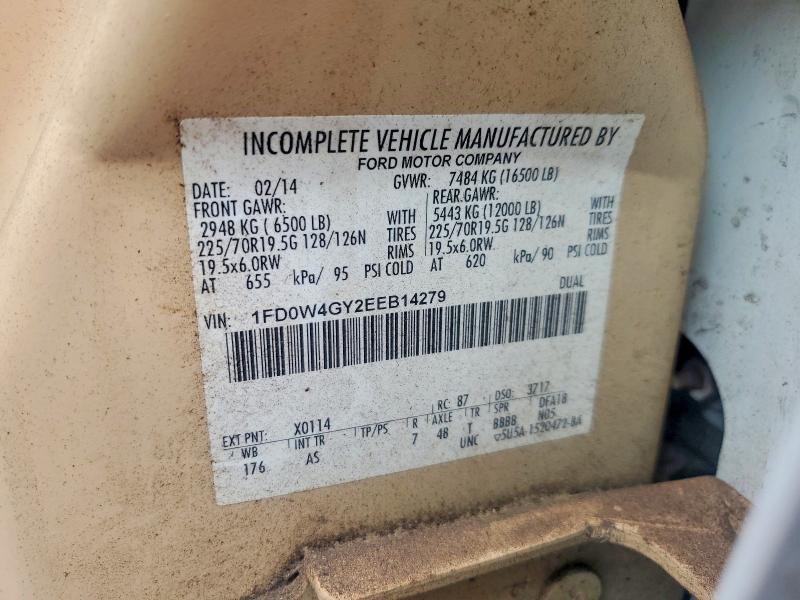 INCOMPLETE VEHICLE MANUFACTURED BY
FORD MOTOR COMPANY
DATE: 02/14 GVWR: 7484 KG (16500 LB)
FRONT GAWR: REAR GAWR:
2948 KG ( 6500 LB) WITH 5443 KG (12000 LB) WITH
225/70R19.5G 128/126N TIRES 225/70R19.5G 128/126N TIRES
19.5x6.0RW RIMS 19.5x6.0RW RIMS
AT 655 kPa/ 95 PSI COLD AT 620 kPa/ 90 PSI COLD
VIN: 1FD0W4GY2EEB14279 DUAL
EXT PNT: X0114 RC: 87 DSO: 3717
WB INT TR TP/PS R AXLE TR SPR DFA18
176 AS 7 48 T BBBB N05
UNC 5U5A-1520472-BA